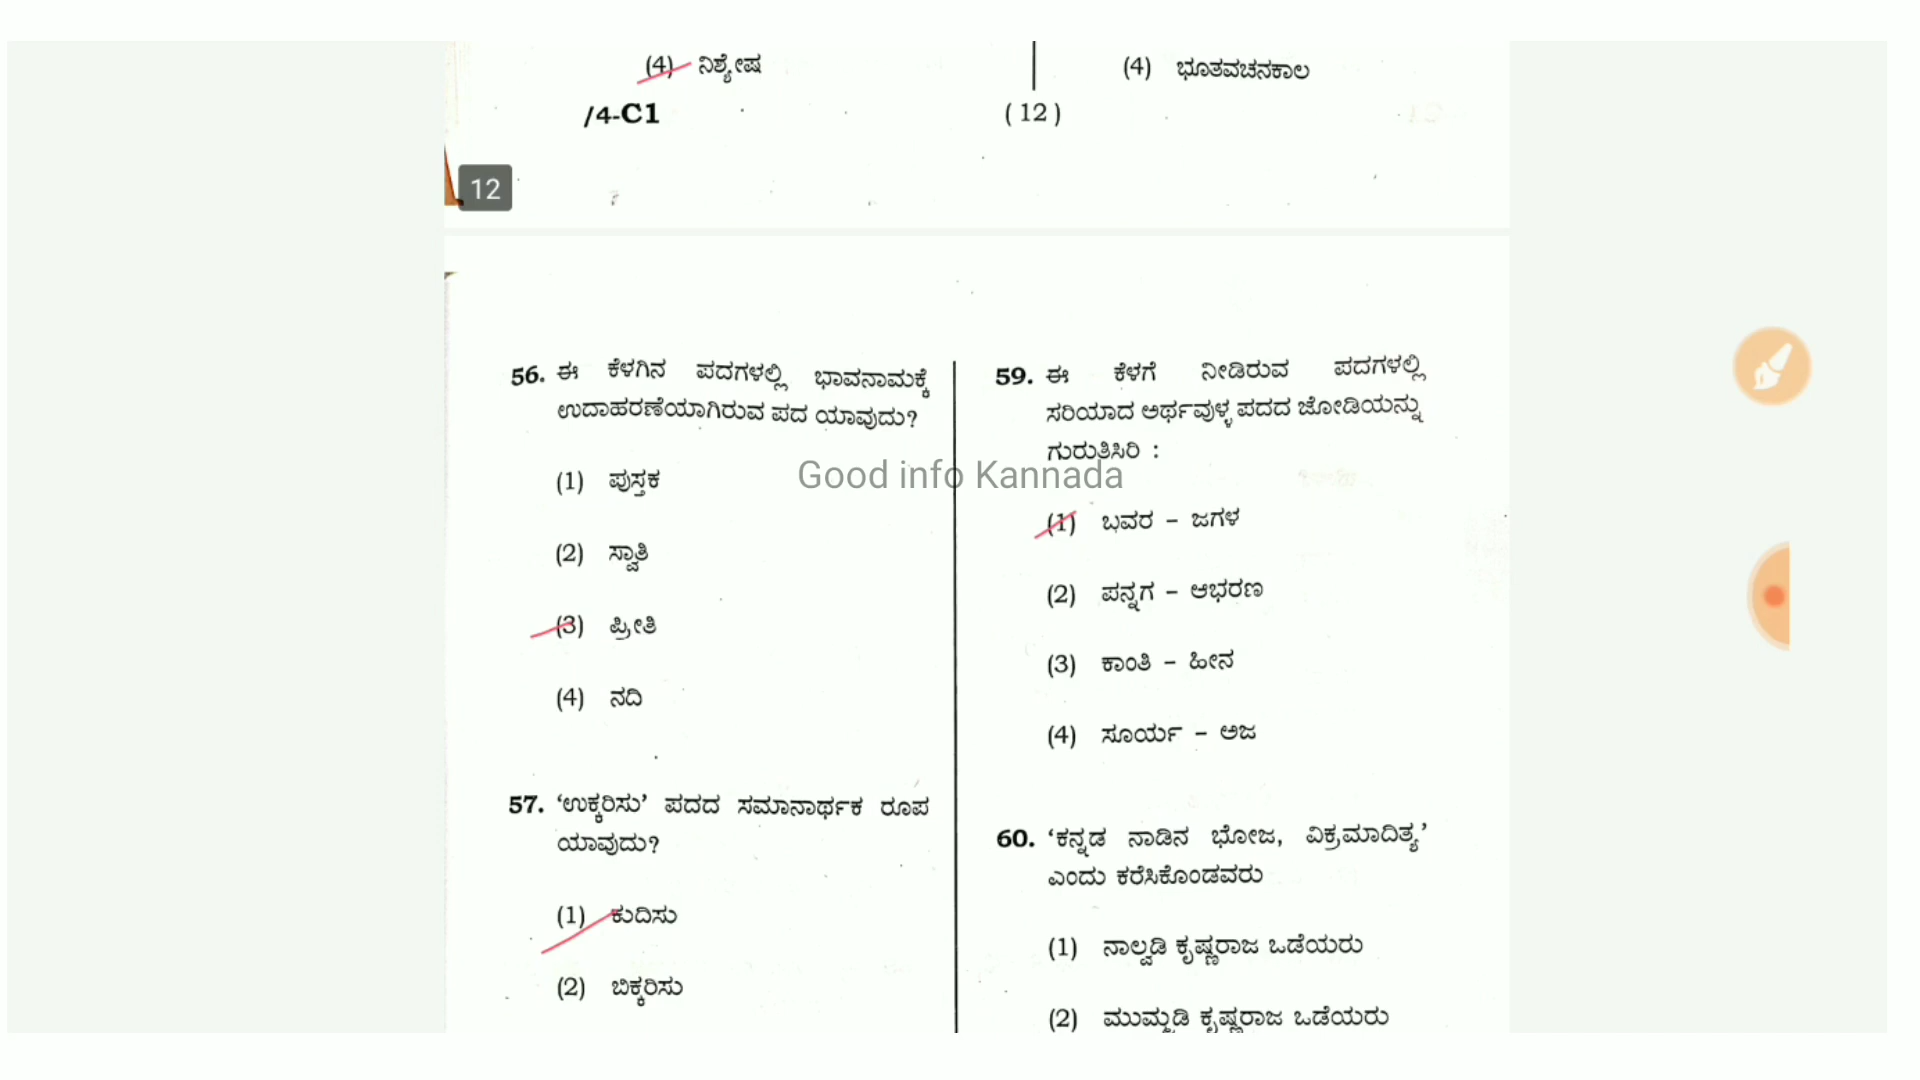 (4) ನಿಶ್ಯೇಷ
(4) ಭೂತವಚನಕಾಲ
/4-C1
( 12 )
12
56. ಈ ಕೆಳಗಿನ ಪದಗಳಲ್ಲಿ ಭಾವನಾಮಕ್ಕೆ
ಉದಾಹರಣೆಯಾಗಿರುವ ಪದ ಯಾವುದು?
(1) ಪುಸ್ತಕ
(2) ಸ್ವಾತಿ
(3) ಪ್ರೀತಿ
(4) ನದಿ
57. ‘ಉಕ್ಕರಿಸು’ ಪದದ ಸಮಾನಾರ್ಥಕ ರೂಪ
ಯಾವುದು?
(1) ಕುದಿಸು
(2) ಬಿಕ್ಕರಿಸು
Good info Kannada
59. ಈ ಕೆಳಗೆ ನೀಡಿರುವ ಪದಗಳಲ್ಲಿ
ಸರಿಯಾದ ಅರ್ಥವುಳ್ಳ ಪದದ ಜೋಡಿಯನ್ನು
ಗುರುತಿಸಿರಿ :
(1) ಬವರ – ಜಗಳ
(2) ಪನ್ನಗ – ಆಭರಣ
(3) ಕಾಂತಿ – ಹೀನ
(4) ಸೂರ್ಯ – ಅಜ
60. ‘ಕನ್ನಡ ನಾಡಿನ ಭೋಜ, ವಿಕ್ರಮಾದಿತ್ಯ’
ಎಂದು ಕರೆಸಿಕೊಂಡವರು
(1) ನಾಲ್ವಡಿ ಕೃಷ್ಣರಾಜ ಒಡೆಯರು
(2) ಮುಮ್ಮಡಿ ಕೃಷ್ಣರಾಜ ಒಡೆಯರು